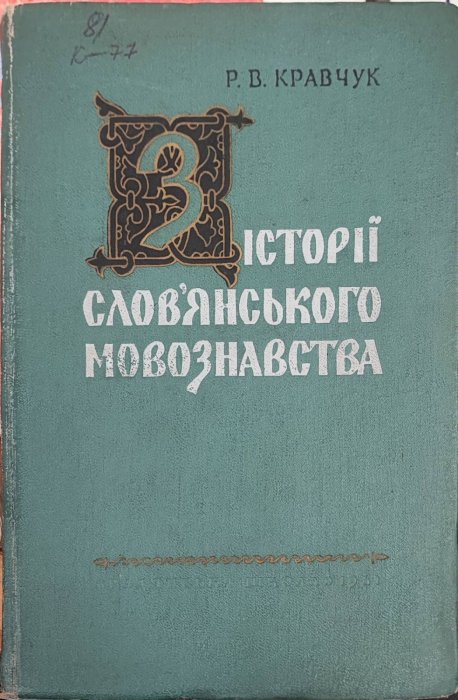 81
К-77
Р. В. КРАВЧУК
З ІСТОРІЇ
СЛОВ'ЯНСЬКОГО
МОВОЗНАВСТВА